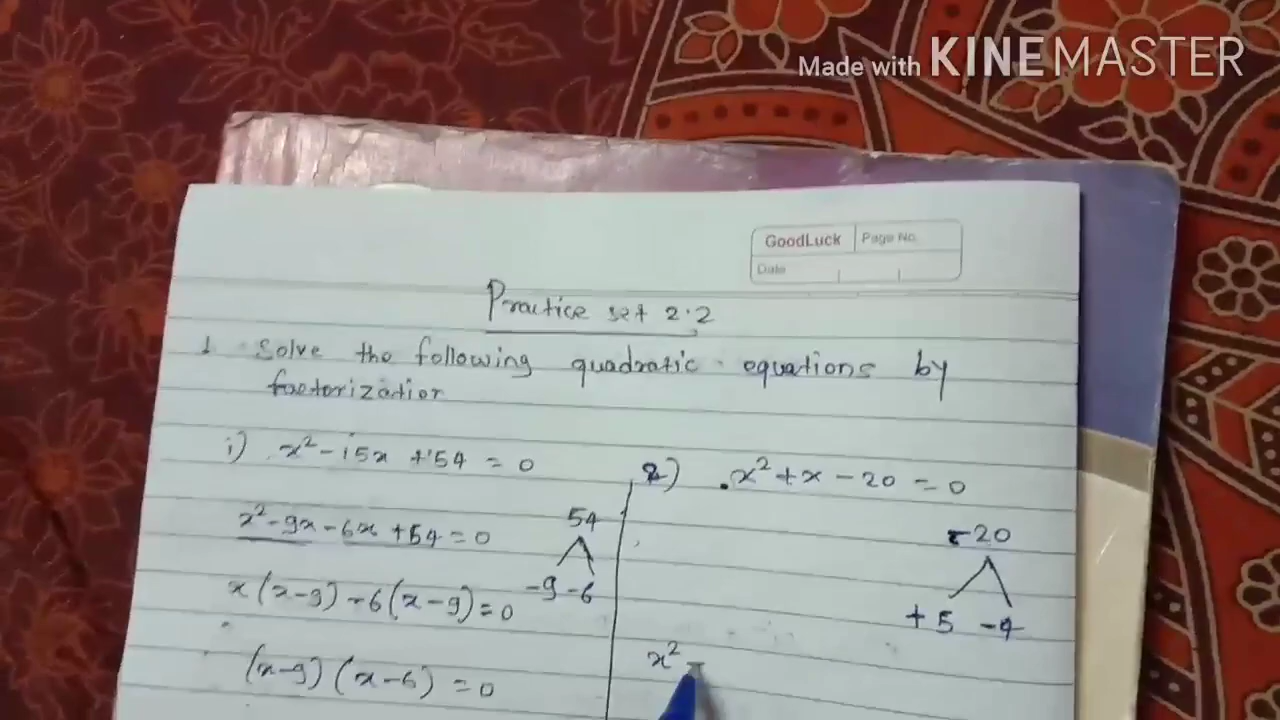 Made with KINEMASTER
GoodLuck Page No.
Date
Practice set 2.2
1 Solve the following quadratic equations by
factorization
i) x² - 15x + 54 = 0
x² - 9x - 6x + 54 = 0
54
-9 -6
x(x-9) - 6(x-9) = 0
(x-9) (x-6) = 0
2) x² + x - 20 = 0
-20
+5 -4
x²